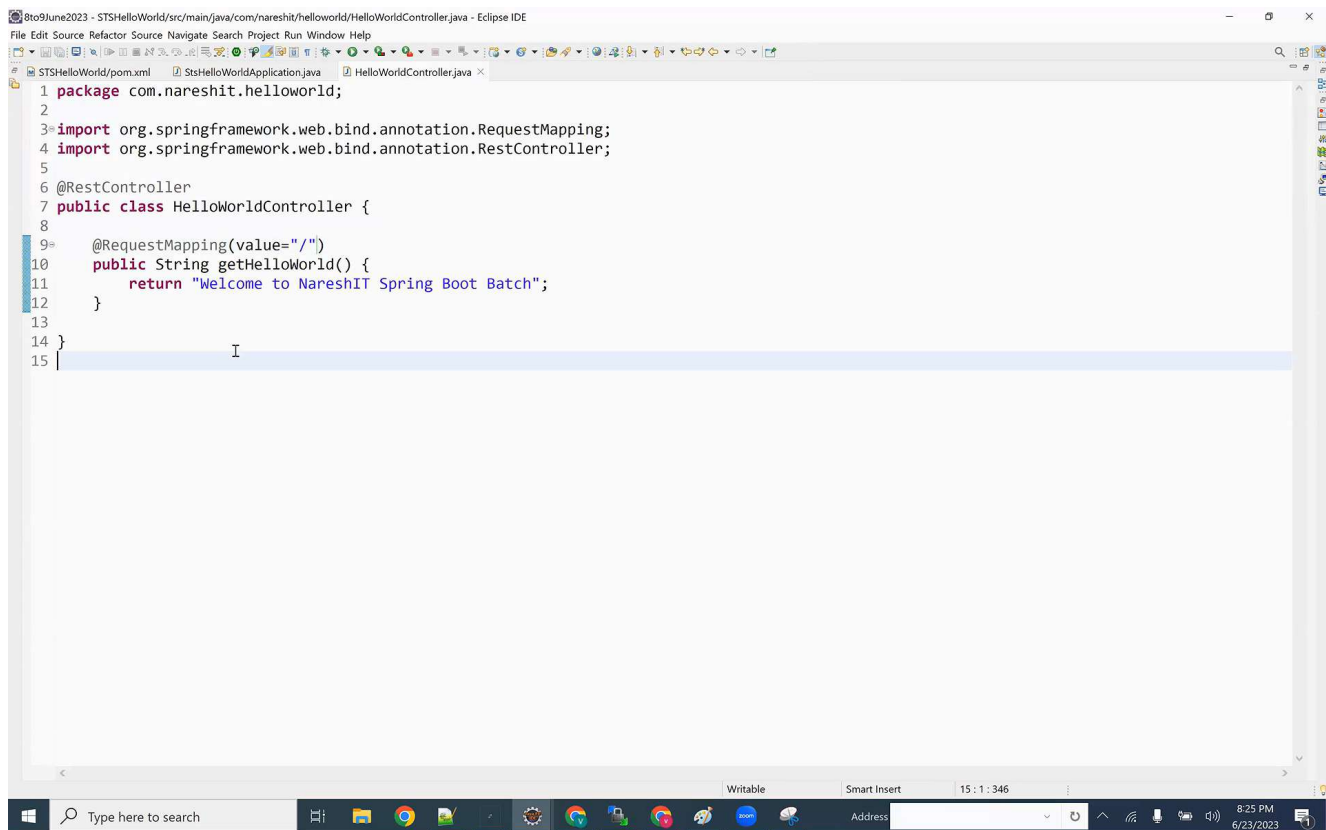 8to9June2023 - STSHelloWorld/src/main/java/com/nareshit/helloworld/HelloWorldController.java - Eclipse IDE
File Edit Source Refactor Source Navigate Search Project Run Window Help
STSHelloWorld/pom.xml StsHelloWorldApplication.java HelloWorldController.java
1 package com.nareshit.helloworld;
2
3 import org.springframework.web.bind.annotation.RequestMapping;
4 import org.springframework.web.bind.annotation.RestController;
5
6 @RestController
7 public class HelloWorldController {
8
9 @RequestMapping(value="/")
10 public String getHelloWorld() {
11 return "Welcome to NareshIT Spring Boot Batch";
12 }
13
14 }
15
Writable Smart Insert 15 : 1 : 346
Type here to search zoom Address 8:25 PM
6/23/2023 1